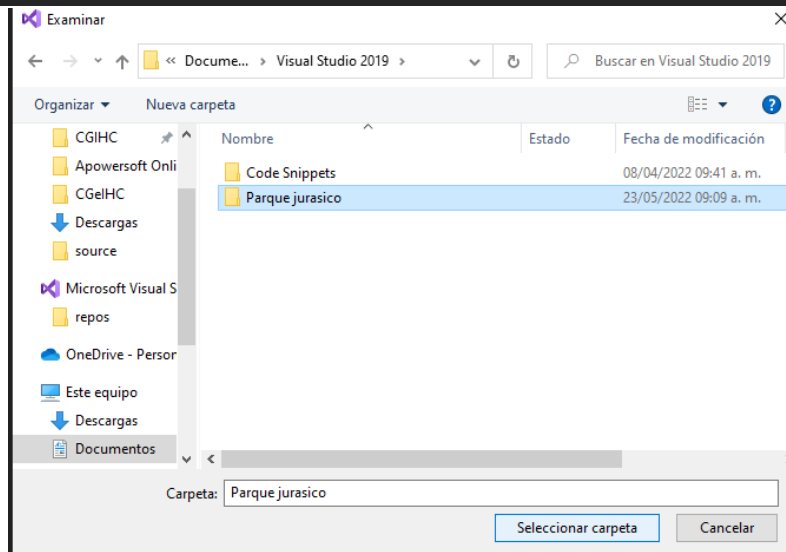 Examinar
« Docume... > Visual Studio 2019 >
Buscar en Visual Studio 2019
Organizar
Nueva carpeta
CGIHC
Apowersoft Onli
CGeIHC
Descargas
source
Microsoft Visual S
repos
OneDrive - Person
Este equipo
Descargas
Documentos
Nombre
Estado
Fecha de modificación
Code Snippets
08/04/2022 09:41 a. m.
Parque jurasico
23/05/2022 09:09 a. m.
Carpeta: Parque jurasico
Seleccionar carpeta
Cancelar